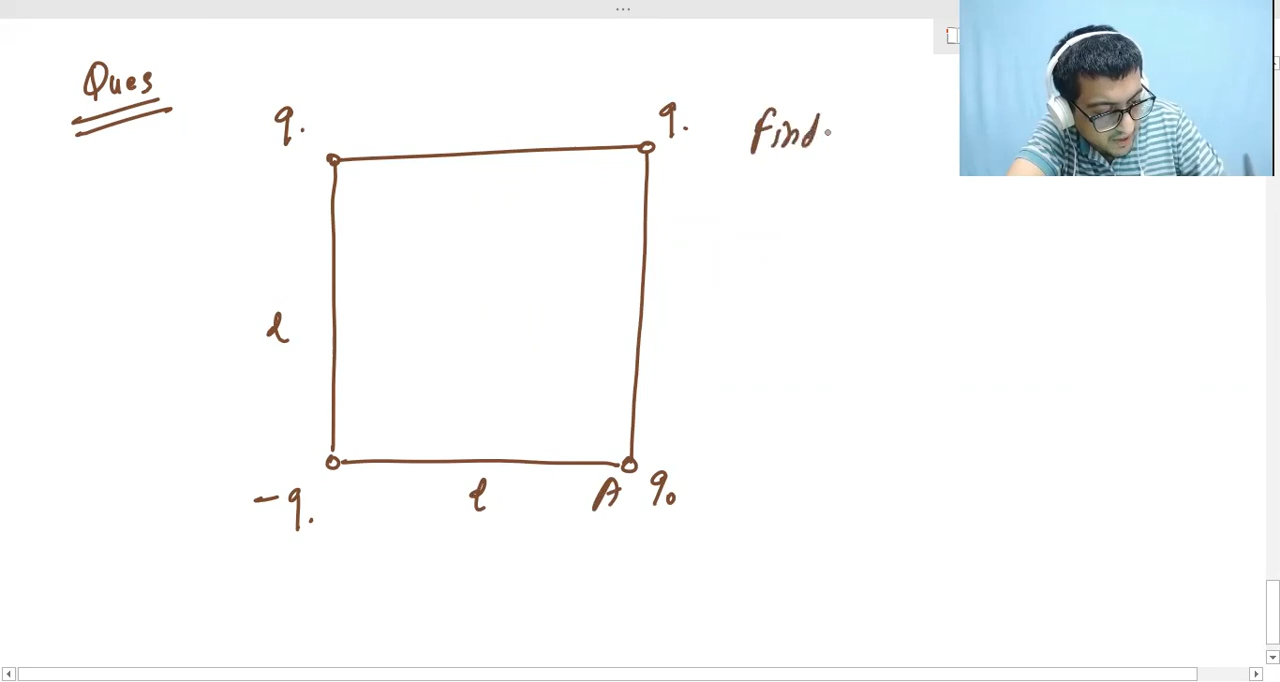 Ques
q. q. Find
l
-q. l A q₀